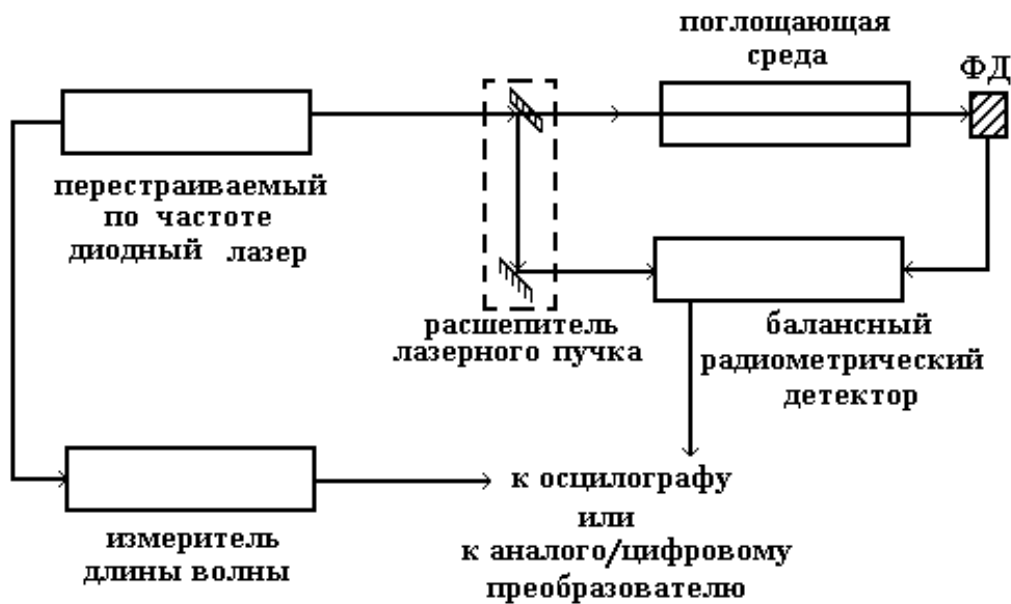 поглощающая
среда
ФД
перестраиваемый
по частоте
диодный лазер
расшепитель
лазерного пучка
балансный
радиометрический
детектор
к осцилографу
или
к аналого/цифровому
преобразователю
измеритель
длины волны